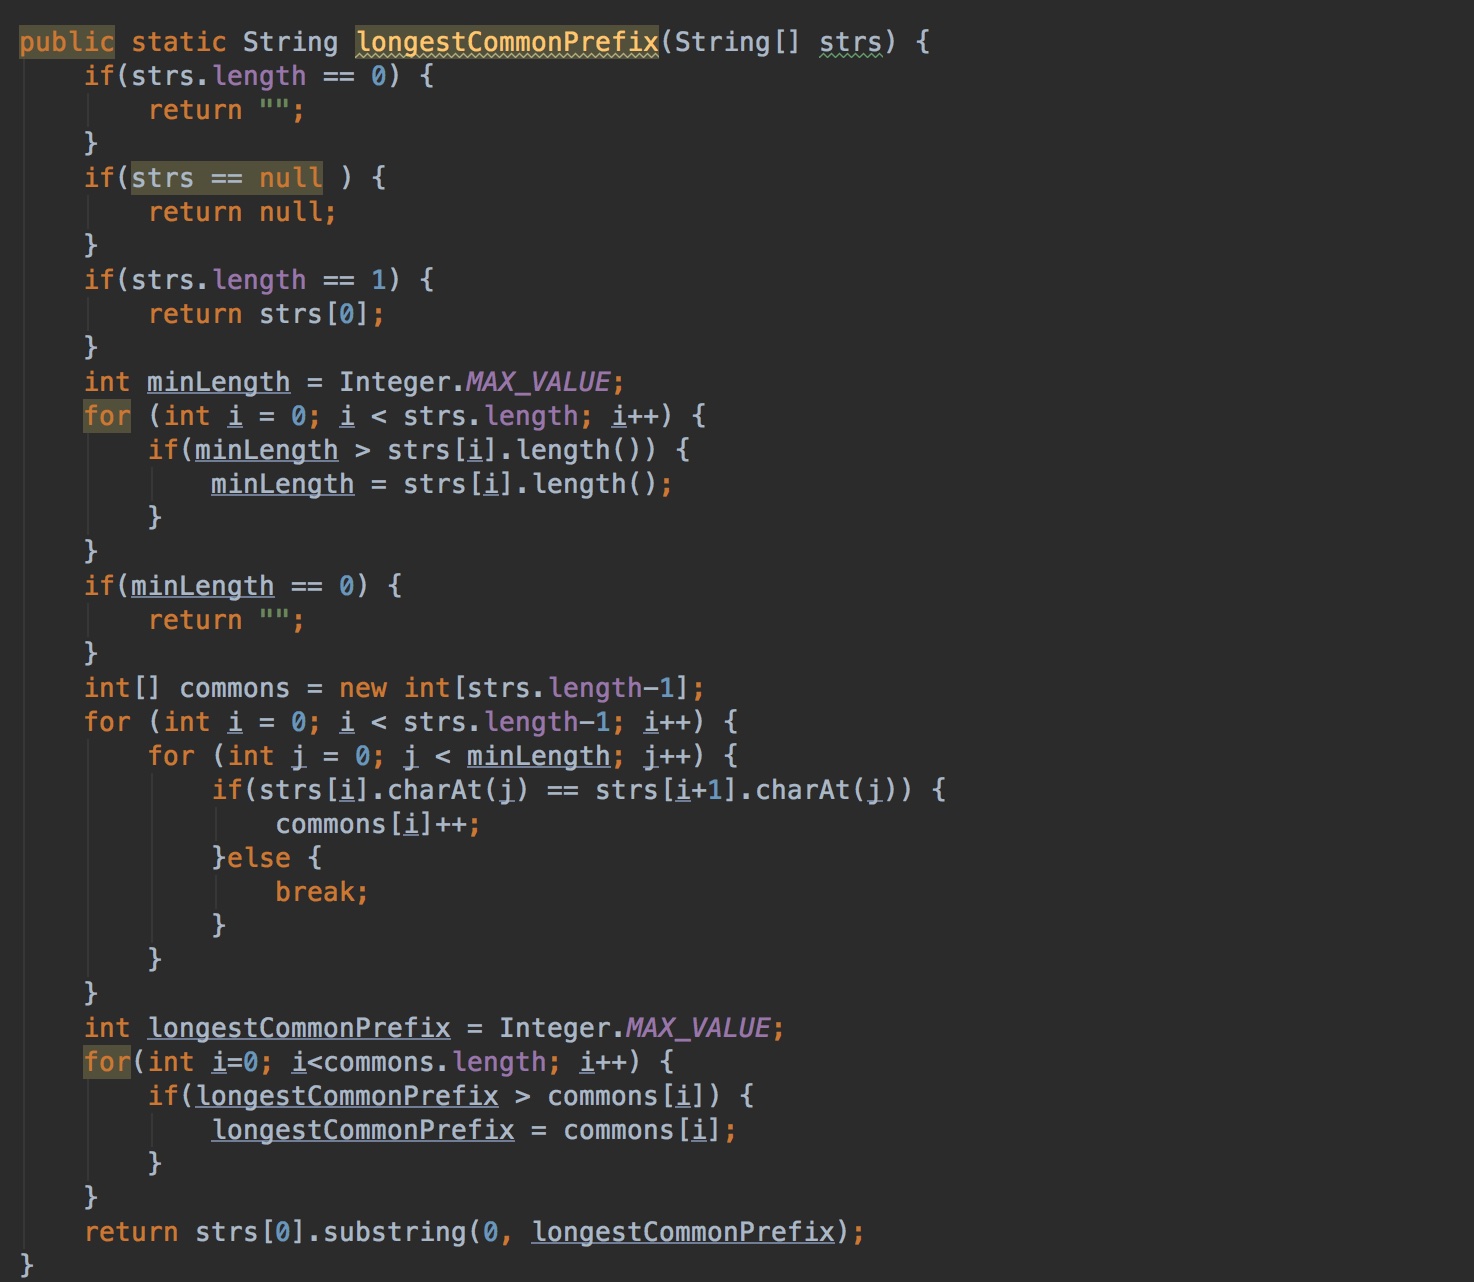 public static String longestCommonPrefix(String[] strs) {
    if(strs.length == 0) {
        return "";
    }
    if(strs == null ) {
        return null;
    }
    if(strs.length == 1) {
        return strs[0];
    }
    int minLength = Integer.MAX_VALUE;
    for (int i = 0; i < strs.length; i++) {
        if(minLength > strs[i].length()) {
            minLength = strs[i].length();
        }
    }
    if(minLength == 0) {
        return "";
    }
    int[] commons = new int[strs.length-1];
    for (int i = 0; i < strs.length-1; i++) {
        for (int j = 0; j < minLength; j++) {
            if(strs[i].charAt(j) == strs[i+1].charAt(j)) {
                commons[i]++;
            }else {
                break;
            }
        }
    }
    int longestCommonPrefix = Integer.MAX_VALUE;
    for(int i=0; i<commons.length; i++) {
        if(longestCommonPrefix > commons[i]) {
            longestCommonPrefix = commons[i];
        }
    }
    return strs[0].substring(0, longestCommonPrefix);
}